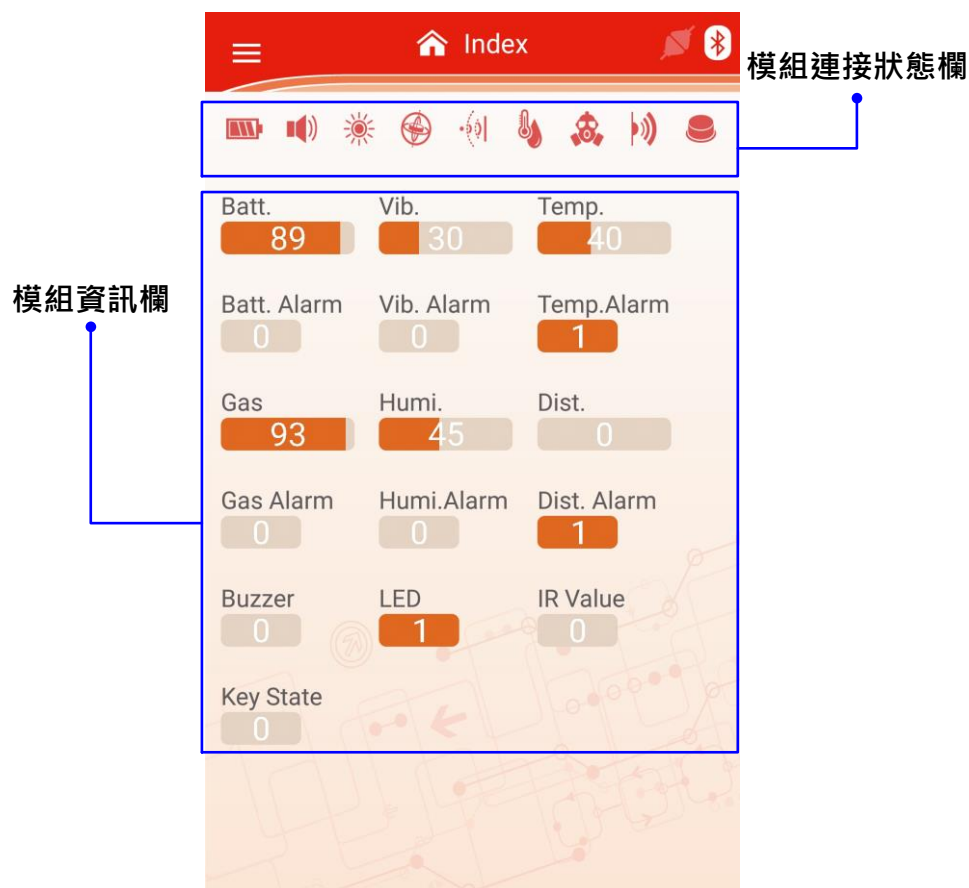 Index
模組連接狀態欄
模組資訊欄
Batt. Vib. Temp.
89 30 40
Batt. Alarm Vib. Alarm Temp.Alarm
0 0 1
Gas Humi. Dist.
93 45 0
Gas Alarm Humi.Alarm Dist. Alarm
0 0 1
Buzzer LED IR Value
0 1 0
Key State
0